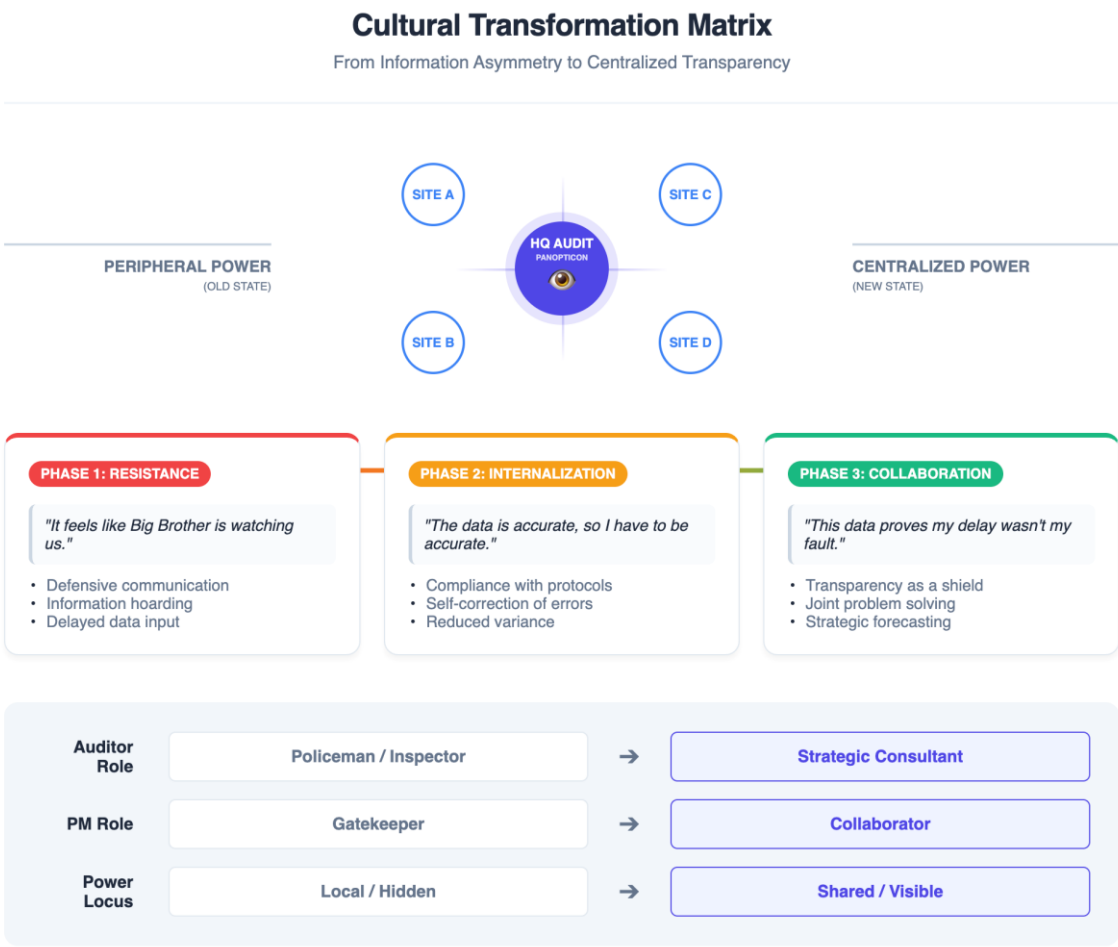 Cultural Transformation Matrix
From Information Asymmetry to Centralized Transparency
SITE A
SITE C
HQ AUDIT
PANOPTICON
PERIPHERAL POWER
(OLD STATE)
CENTRALIZED POWER
(NEW STATE)
SITE B
SITE D
PHASE 1: RESISTANCE
"It feels like Big Brother is watching
us."
• Defensive communication
• Information hoarding
• Delayed data input
PHASE 2: INTERNALIZATION
"The data is accurate, so I have to be
accurate."
• Compliance with protocols
• Self-correction of errors
• Reduced variance
PHASE 3: COLLABORATION
"This data proves my delay wasn't my
fault."
• Transparency as a shield
• Joint problem solving
• Strategic forecasting
Auditor
Role
Policeman / Inspector
→
Strategic Consultant
PM Role
Gatekeeper
→
Collaborator
Power
Locus
Local / Hidden
→
Shared / Visible